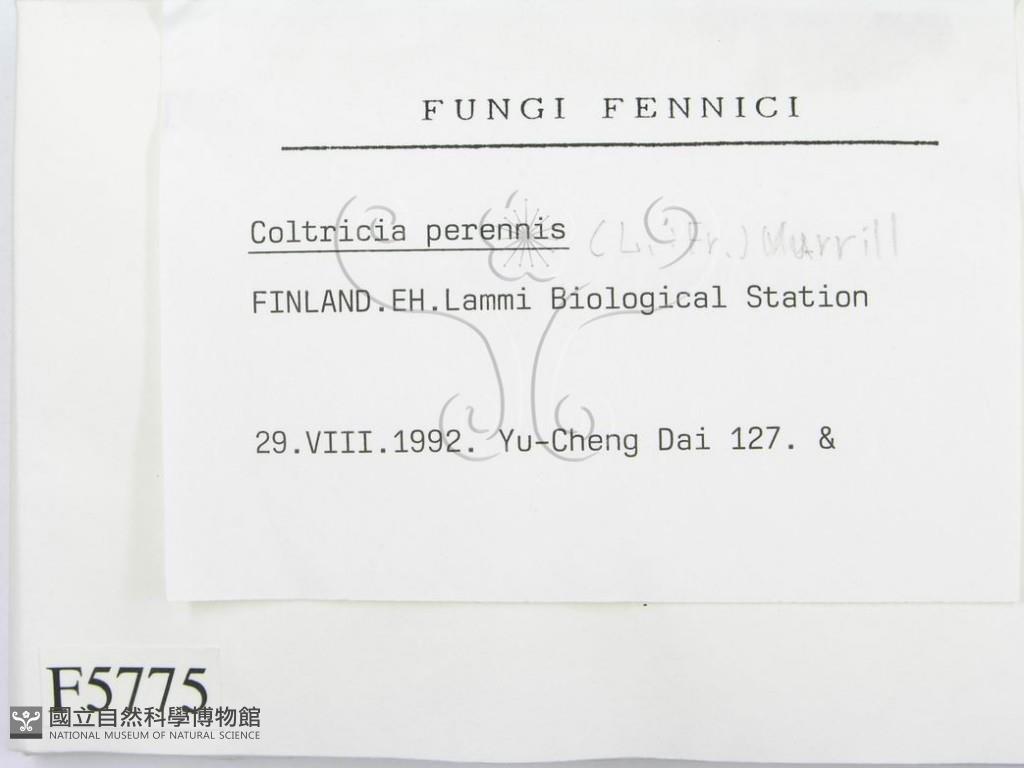 FUNGI FENNICI
Coltricia perennis (L.:Fr.) Murrill
FINLAND.EH.Lammi Biological Station
29.VIII.1992. Yu-Cheng Dai 127. &
F5775
國立自然科學博物館
NATIONAL MUSEUM OF NATURAL SCIENCE